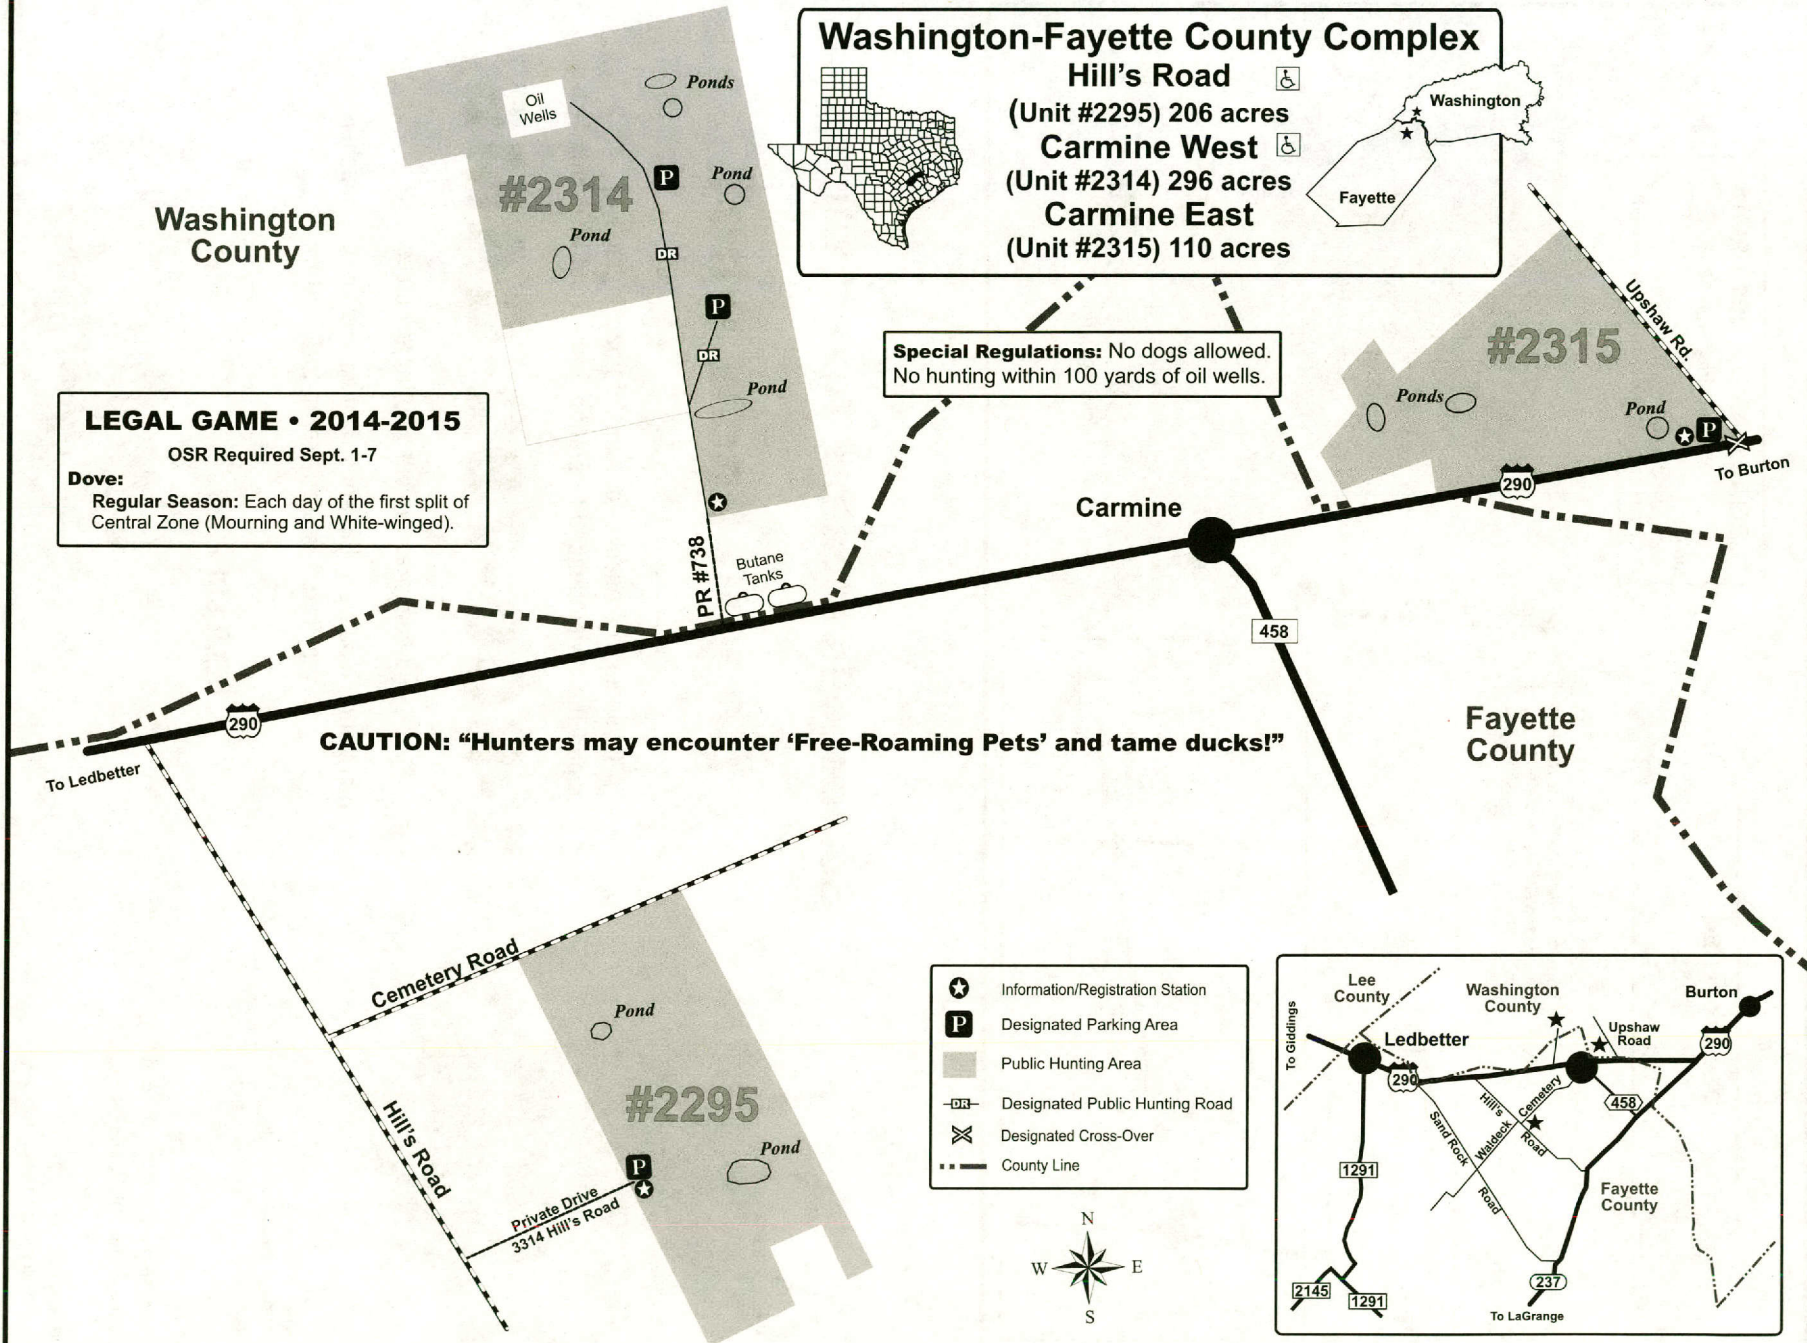 Washington-Fayette County Complex
Hill's Road
(Unit #2295) 206 acres
Carmine West
(Unit #2314) 296 acres
Carmine East
(Unit #2315) 110 acres
Washington
Fayette
Oil
Wells
Ponds
#2314
P
Pond
Pond
DR
P
DR
Pond
Washington
County
LEGAL GAME • 2014-2015
OSR Required Sept. 1-7
Dove:
Regular Season: Each day of the first split of
Central Zone (Mourning and White-winged).
Special Regulations: No dogs allowed.
No hunting within 100 yards of oil wells.
Upshaw Rd.
#2315
Ponds
Pond
P
290
To Burton
Carmine
PR #738
Butane
Tanks
458
290
To Ledbetter
CAUTION: “Hunters may encounter ‘Free-Roaming Pets’ and tame ducks!”
Fayette
County
Cemetery Road
Pond
#2295
Hill's Road
P
Pond
Private Drive
3314 Hill's Road
Information/Registration Station
P Designated Parking Area
Public Hunting Area
DR Designated Public Hunting Road
Designated Cross-Over
County Line
N
W E
S
Lee
County
Washington
County
Burton
To Giddings
Ledbetter
Upshaw
Road
290
290
Hill's
Road
Waldeck
Cemetery
458
Sand Rock
Road
1291
Fayette
County
2145
1291
237
To LaGrange